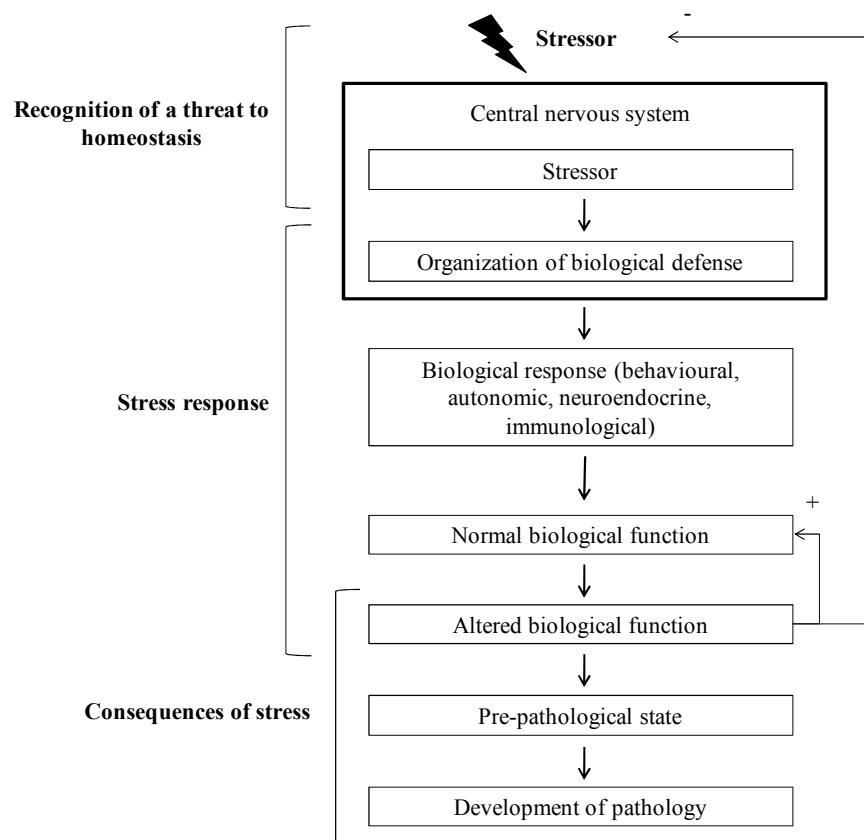 -
Stressor
Recognition of a threat to
homeostasis
Central nervous system
Stressor
Organization of biological defense
Stress response
Biological response (behavioural,
autonomic, neuroendocrine,
immunological)
+
Normal biological function
Altered biological function
Consequences of stress
Pre-pathological state
Development of pathology